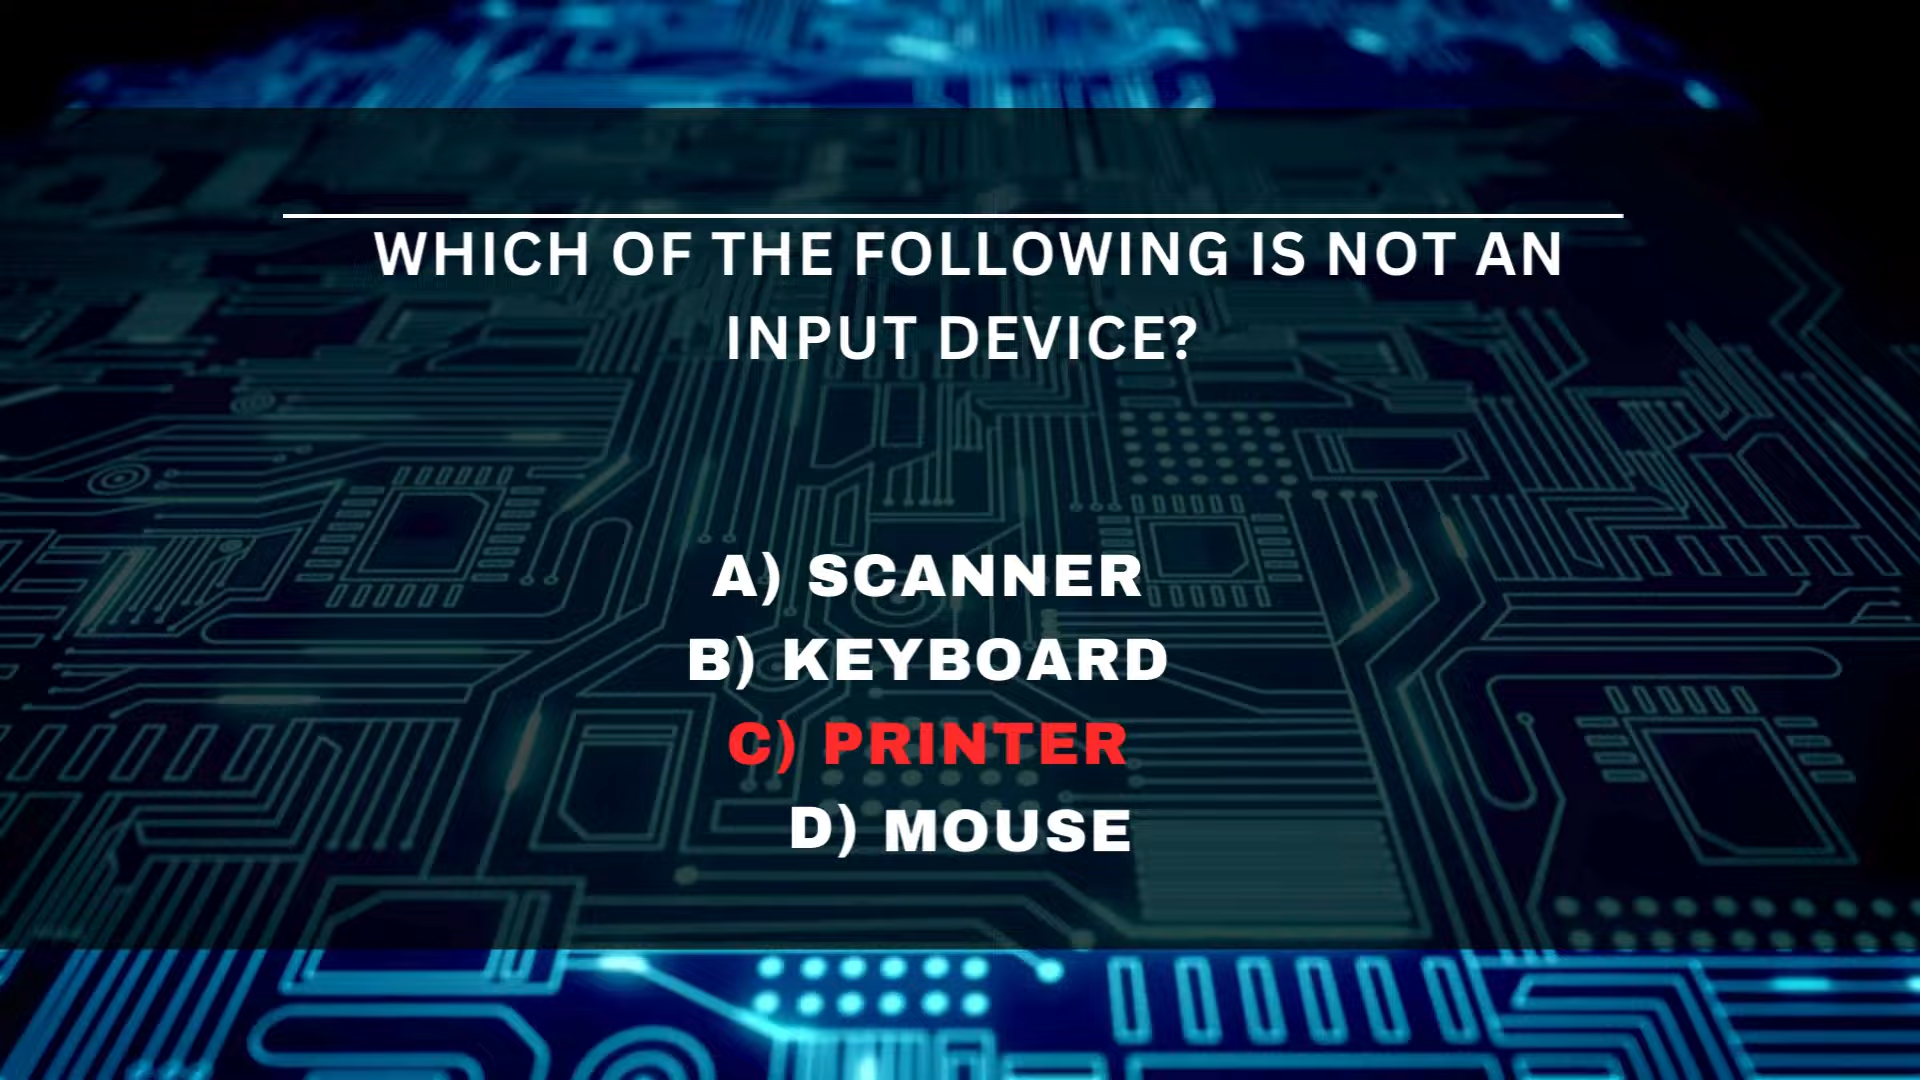 WHICH OF THE FOLLOWING IS NOT AN
INPUT DEVICE?
A) SCANNER
B) KEYBOARD
C) PRINTER
D) MOUSE